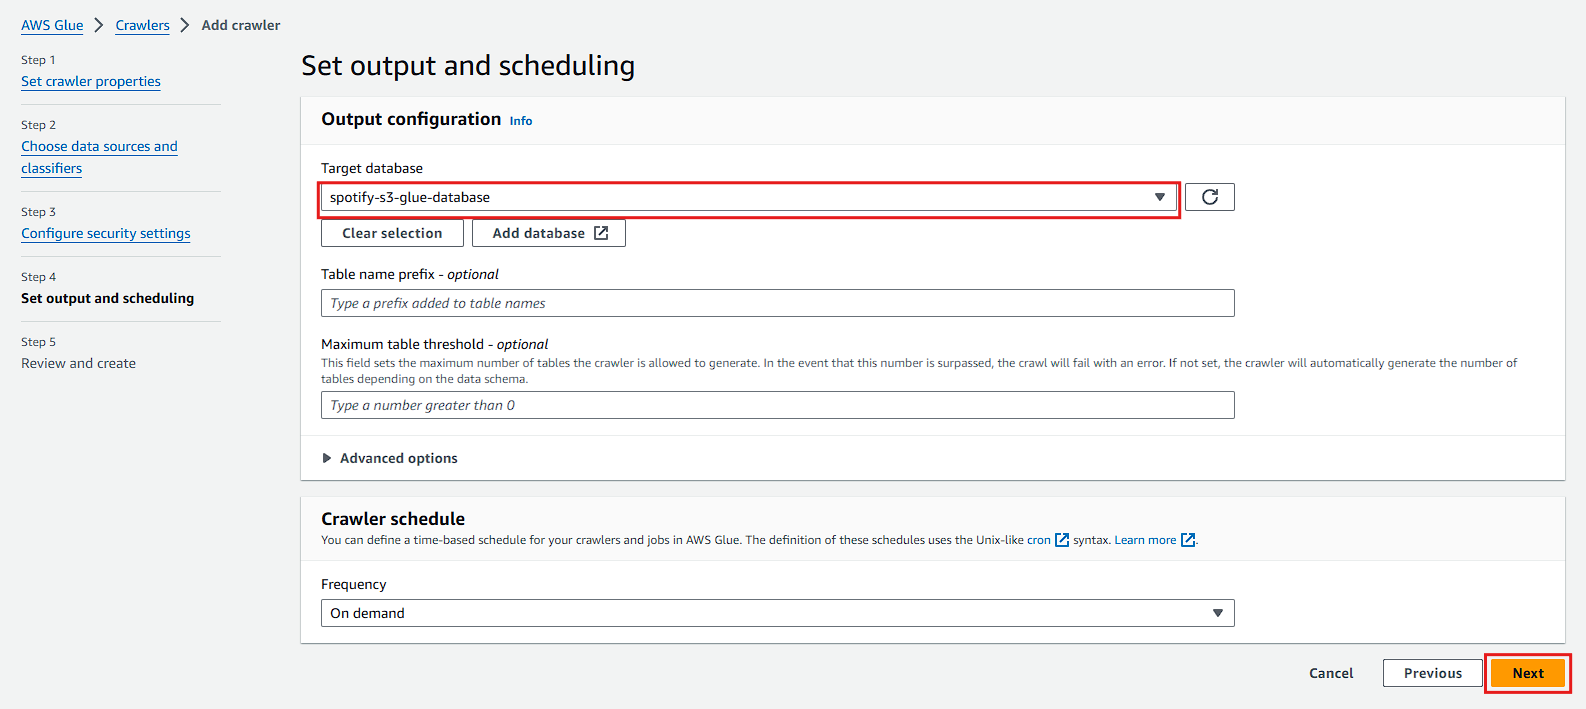 AWS Glue > Crawlers > Add crawler
Step 1
Set crawler properties
Step 2
Choose data sources and
classifiers
Step 3
Configure security settings
Step 4
Set output and scheduling
Step 5
Review and create
Set output and scheduling
Output configuration Info
Target database
spotify-s3-glue-database
Clear selection Add database
Table name prefix - optional
Type a prefix added to table names
Maximum table threshold - optional
This field sets the maximum number of tables the crawler is allowed to generate. In the event that this number is surpassed, the crawl will fail with an error. If not set, the crawler will automatically generate the number of
tables depending on the data schema.
Type a number greater than 0
Advanced options
Crawler schedule
You can define a time-based schedule for your crawlers and jobs in AWS Glue. The definition of these schedules uses the Unix-like cron syntax. Learn more .
Frequency
On demand
Cancel Previous Next